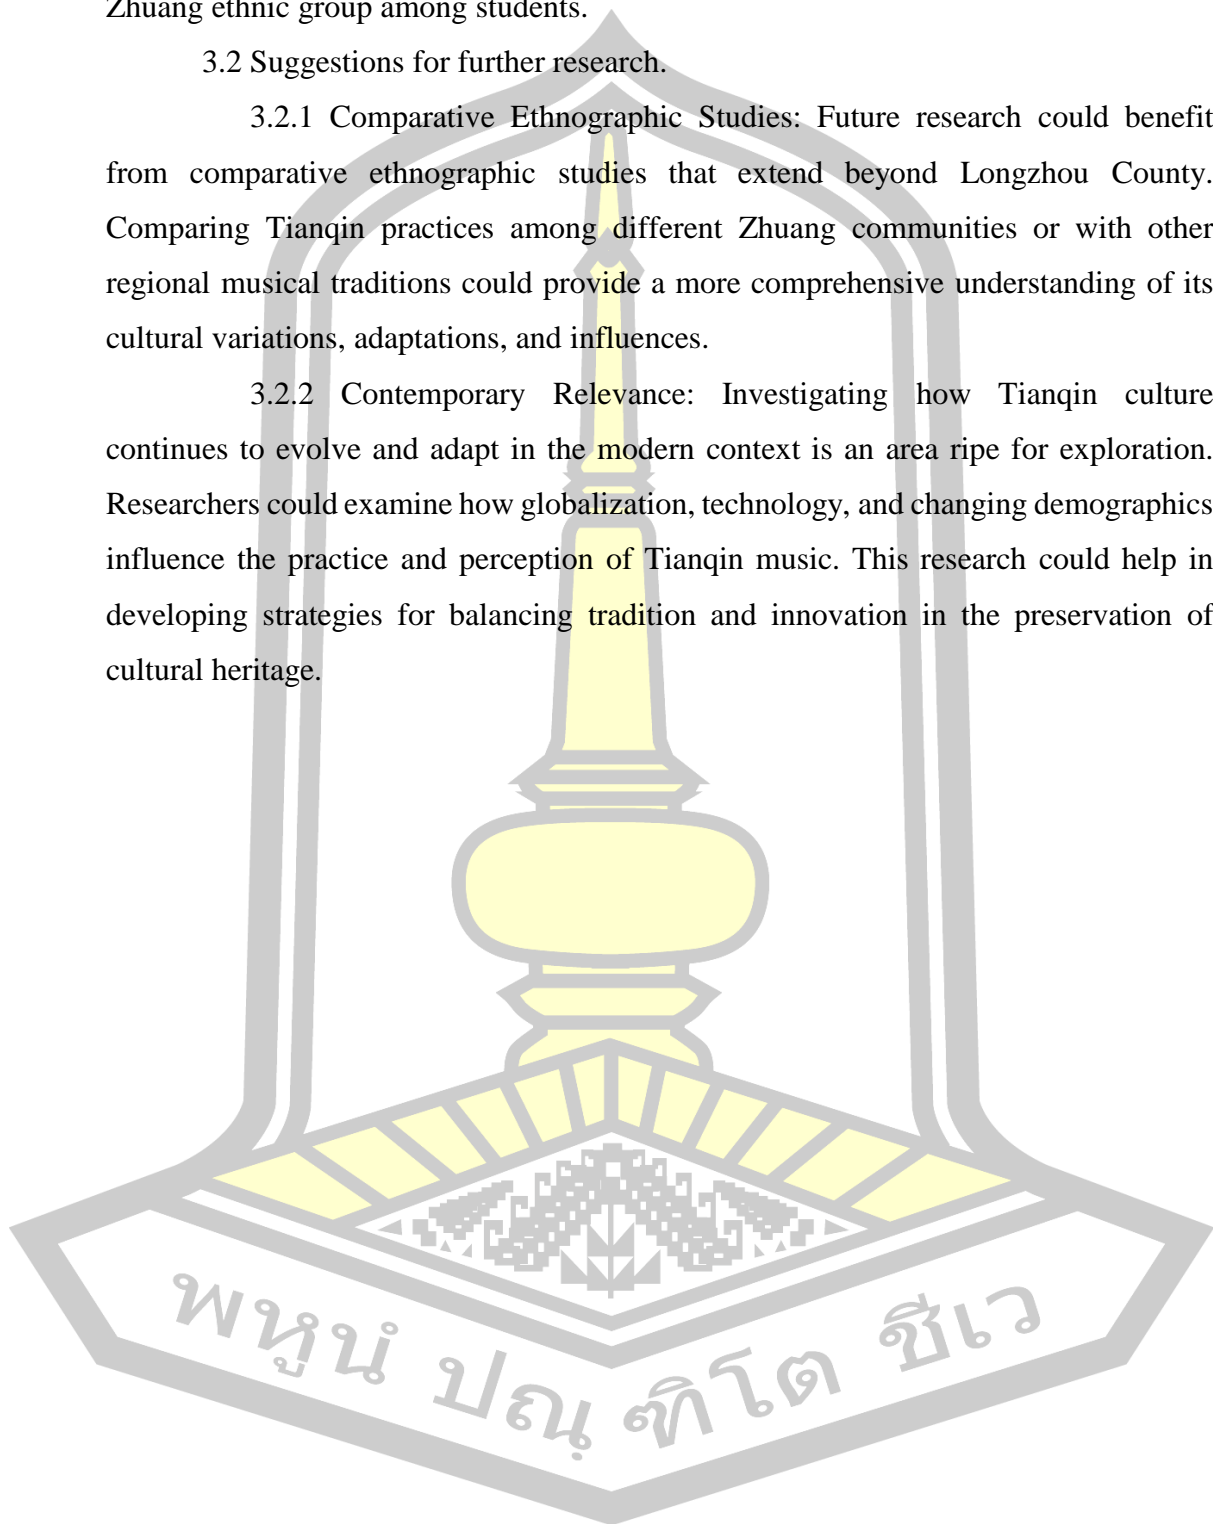 Zhuang ethnic group among students.
3.2 Suggestions for further research.
3.2.1 Comparative Ethnographic Studies: Future research could benefit
from comparative ethnographic studies that extend beyond Longzhou County.
Comparing Tianqin practices among different Zhuang communities or with other
regional musical traditions could provide a more comprehensive understanding of its
cultural variations, adaptations, and influences.
3.2.2 Contemporary Relevance: Investigating how Tianqin culture
continues to evolve and adapt in the modern context is an area ripe for exploration.
Researchers could examine how globalization, technology, and changing demographics
influence the practice and perception of Tianqin music. This research could help in
developing strategies for balancing tradition and innovation in the preservation of
cultural heritage.
พหูนํ ปณฺฑิโต ชีเว